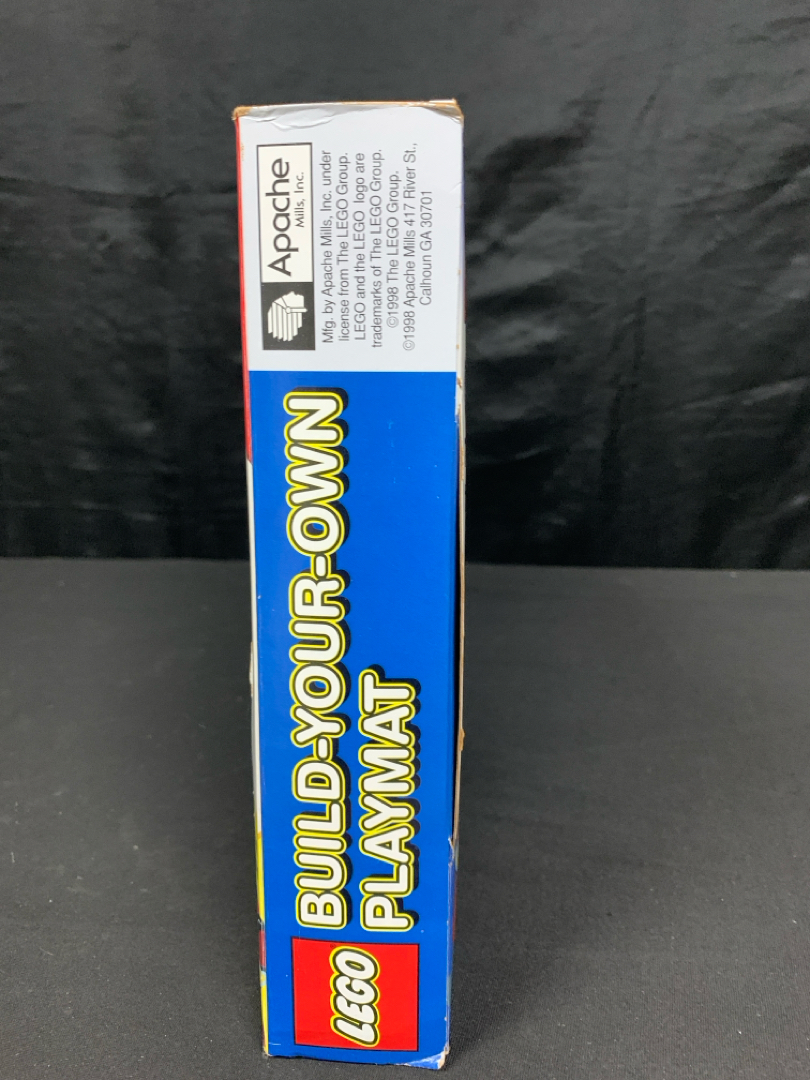 LEGO
BUILD-YOUR-OWN
PLAYMAT
Apache
Mills, Inc.
Mfg. by Apache Mills, Inc. under
license from The LEGO Group.
LEGO and the LEGO logo are
trademarks of The LEGO Group.
©1998 The LEGO Group.
©1998 Apache Mills 417 River St.,
Calhoun GA 30701